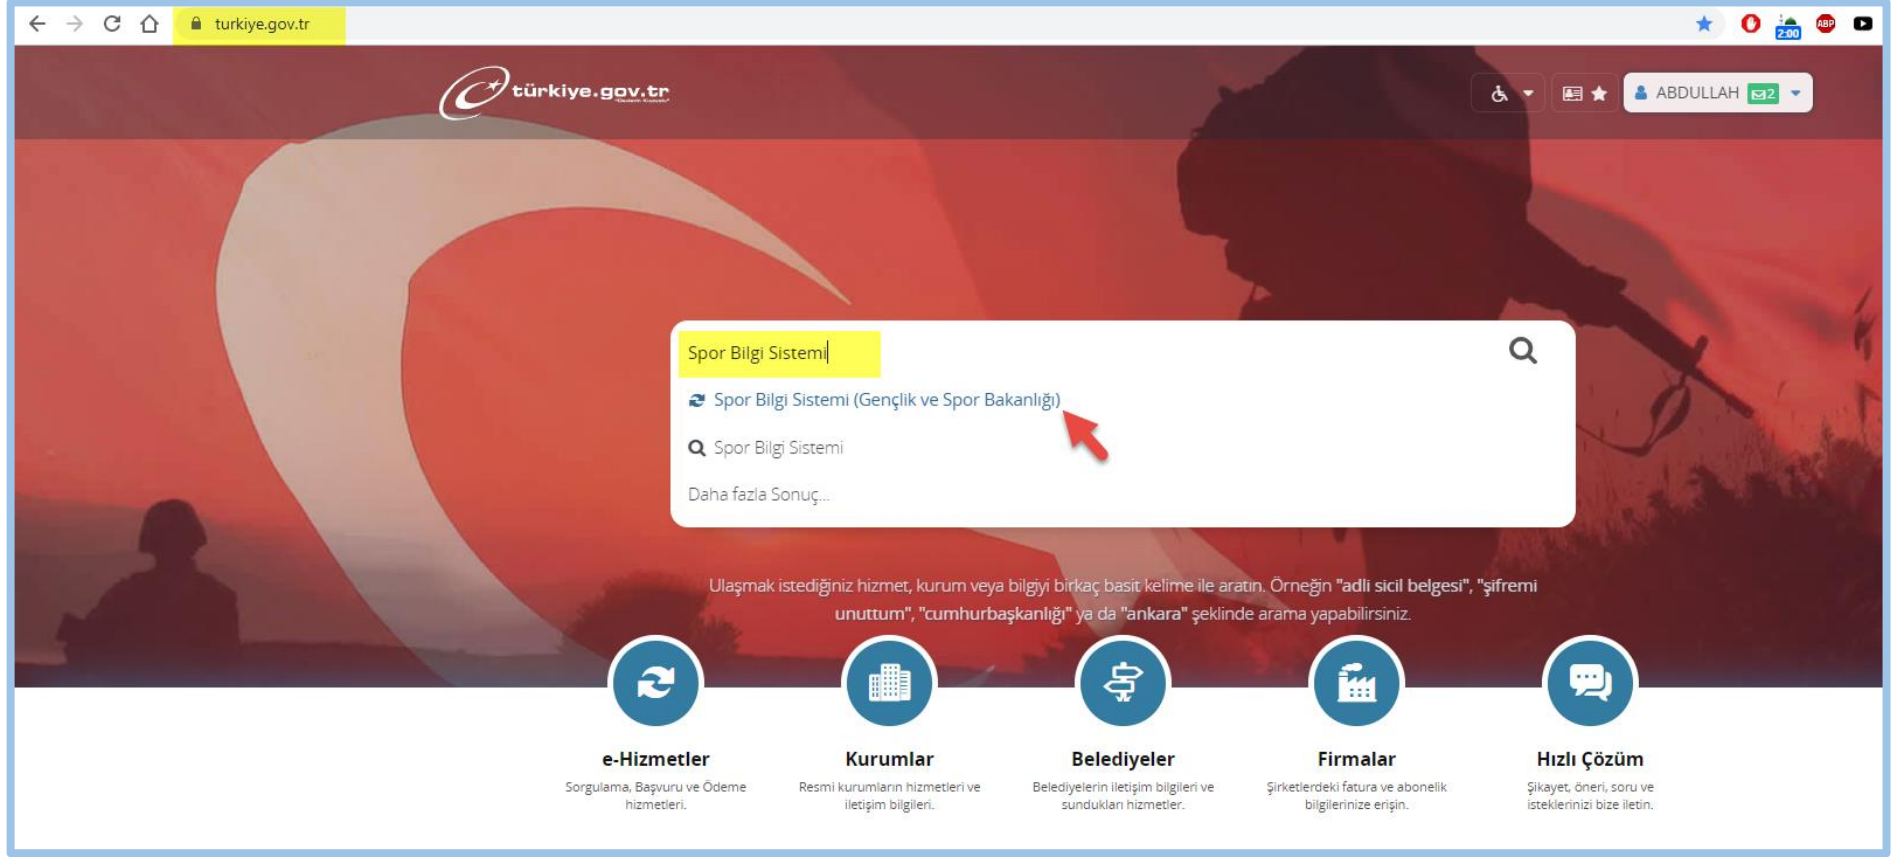 turkiye.gov.tr
2:00
ABP
türkiye.gov.tr
ABDULLAH 2
Spor Bilgi Sistemi
Spor Bilgi Sistemi (Gençlik ve Spor Bakanlığı)
Spor Bilgi Sistemi
Daha fazla Sonuç...
Ulaşmak istediğiniz hizmet, kurum veya bilgiyi birkaç basit kelime ile aratın. Örneğin "adli sicil belgesi", "şifremi
unuttum", "cumhurbaşkanlığı" ya da "ankara" şeklinde arama yapabilirsiniz.
e-Hizmetler
Sorgulama, Başvuru ve Ödeme
hizmetleri.
Kurumlar
Resmi kurumların hizmetleri ve
iletişim bilgileri.
Belediyeler
Belediyelerin iletişim bilgileri ve
sundukları hizmetler.
Firmalar
Şirketlerdeki fatura ve abonelik
bilgilerinize erişin.
Hızlı Çözüm
Şikayet, öneri, soru ve
isteklerinizi bize iletin.